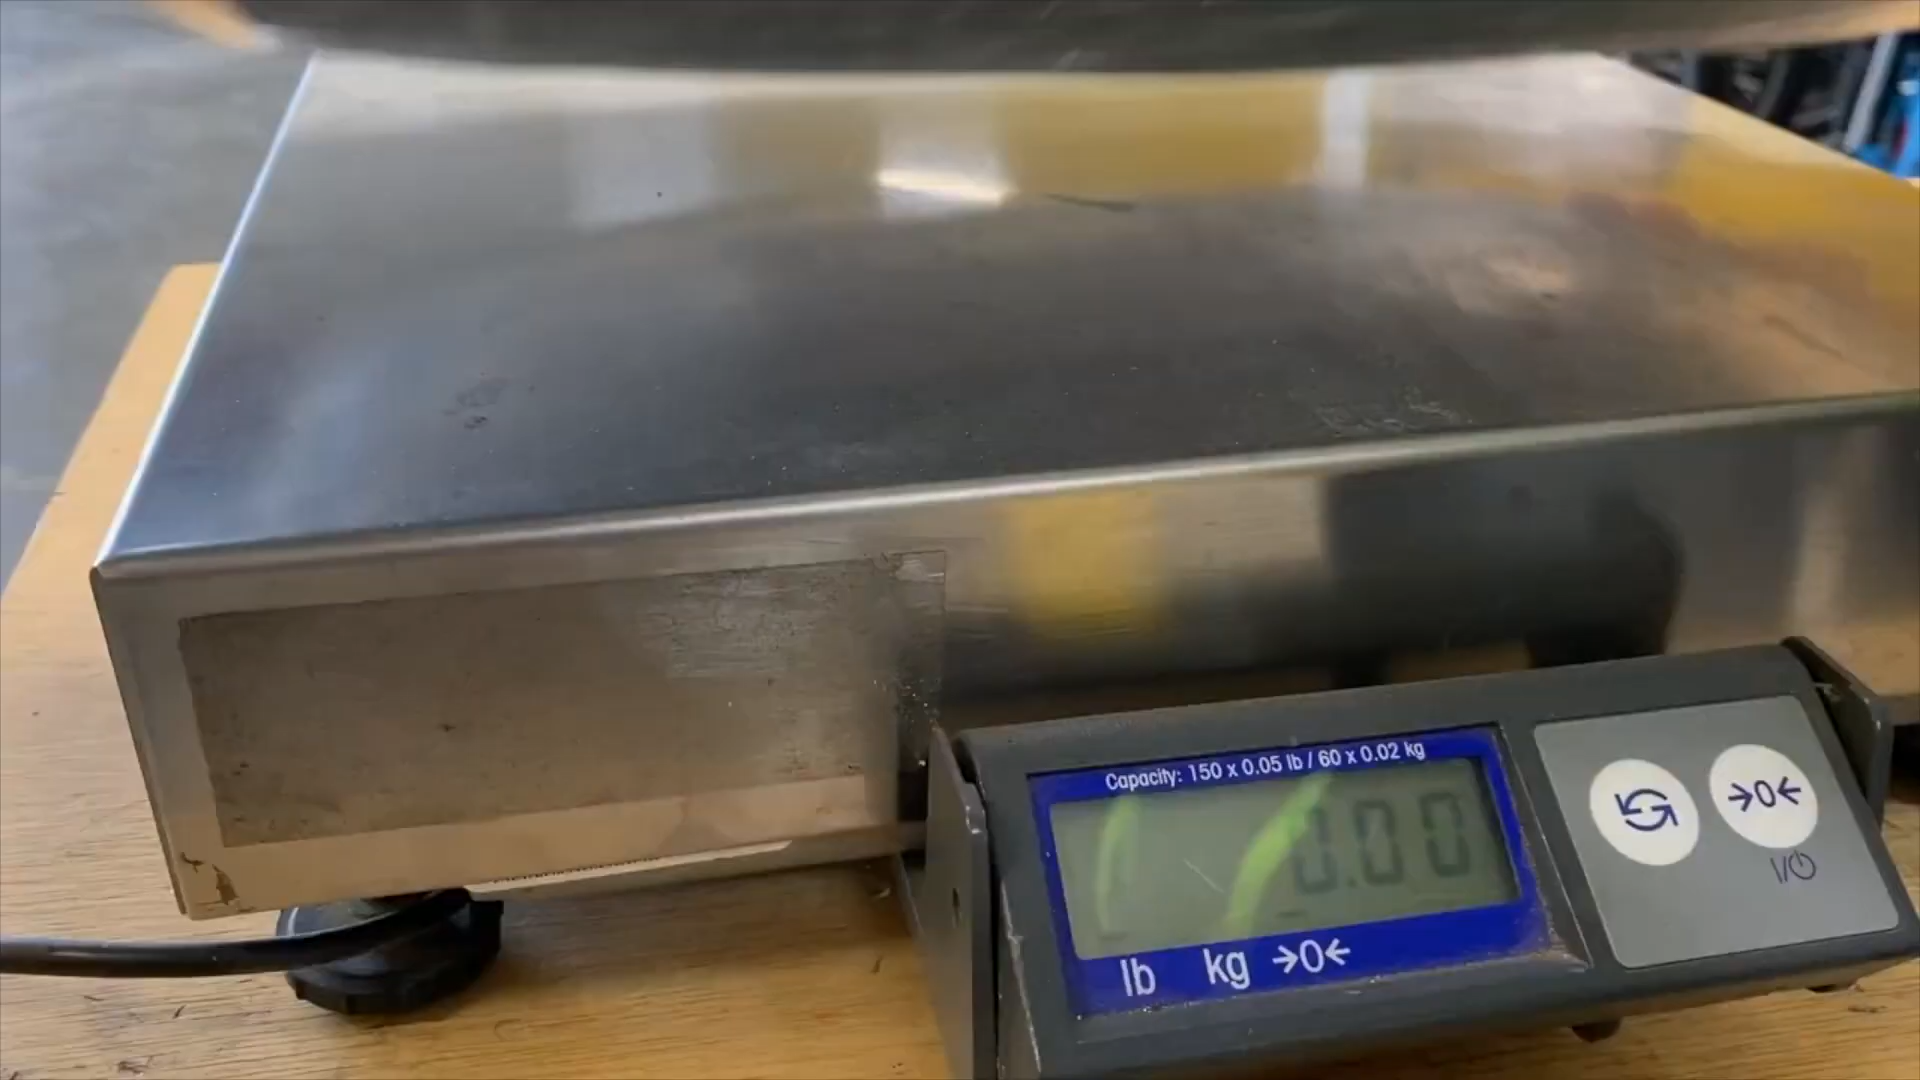 Capacity: 150 x 0.05 lb / 60 x 0.02 kg
0.00
lb kg →0←
→0←
I/⏻